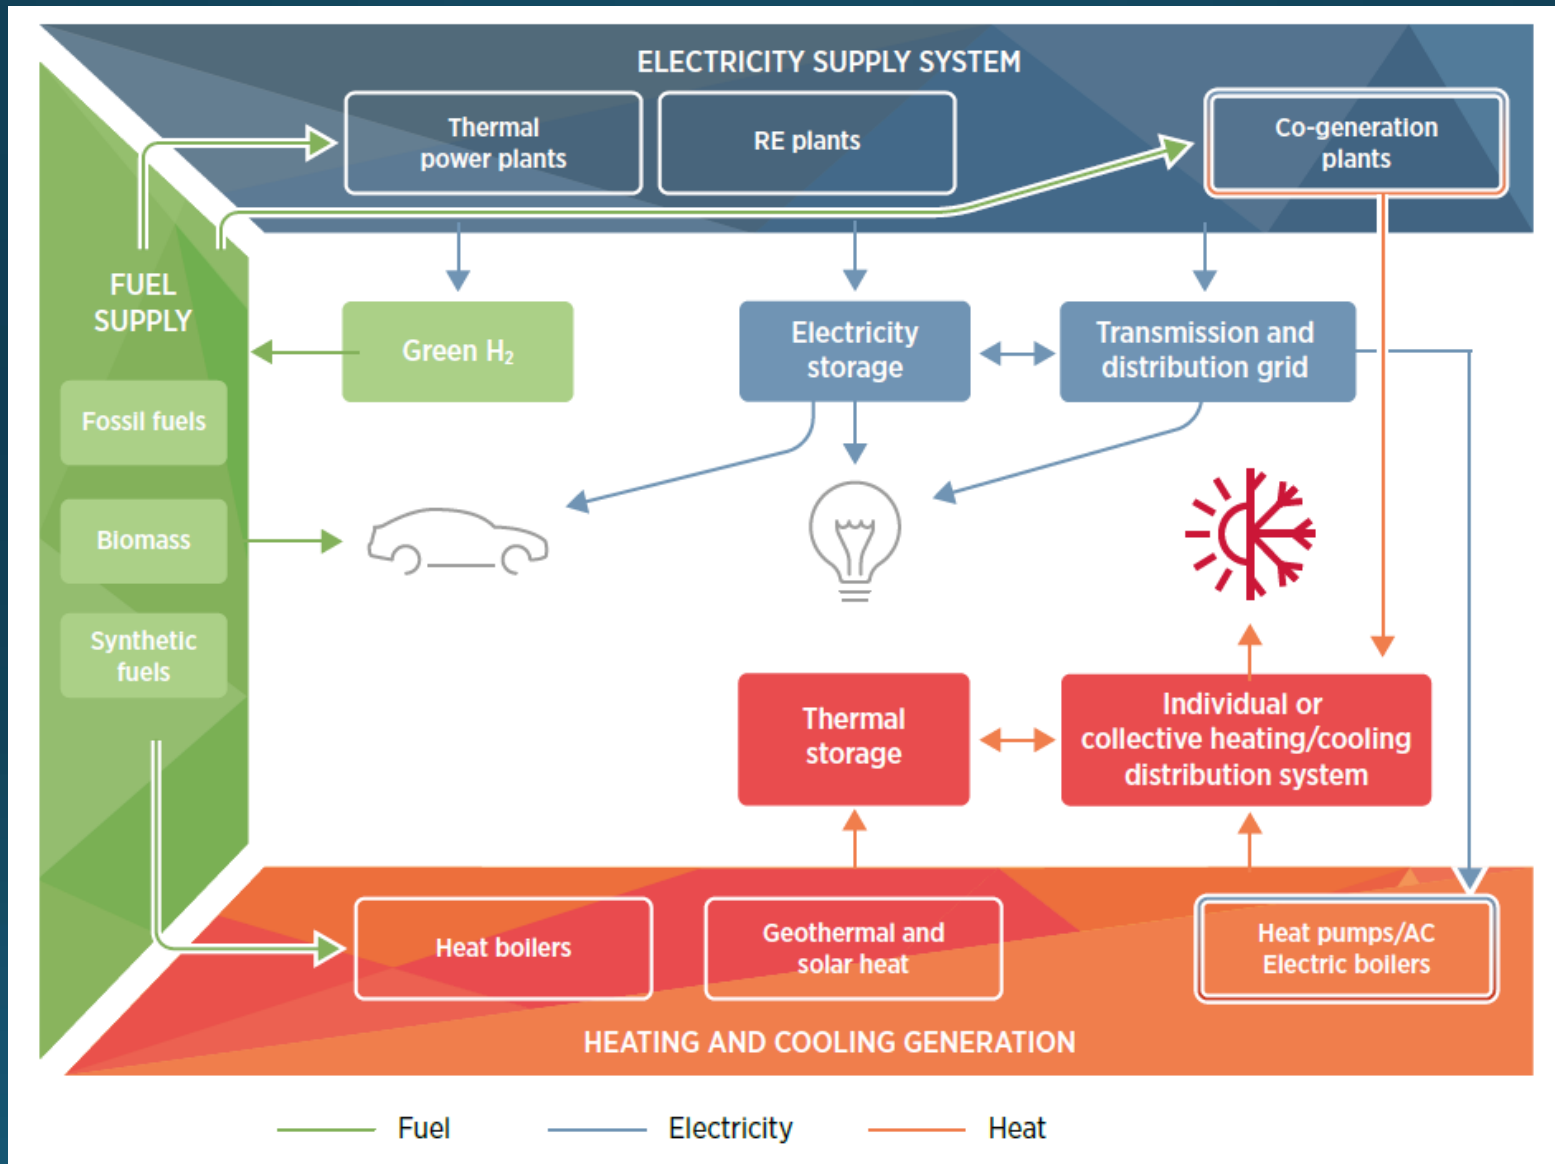 ELECTRICITY SUPPLY SYSTEM
Thermal
power plants
RE plants
Co-generation
plants
FUEL
SUPPLY
Green H₂
Electricity
storage
Transmission and
distribution grid
Fossil fuels
Biomass
Synthetic
fuels
Thermal
storage
Individual or
collective heating/cooling
distribution system
Heat boilers
Geothermal and
solar heat
Heat pumps/AC
Electric boilers
HEATING AND COOLING GENERATION
Fuel
Electricity
Heat